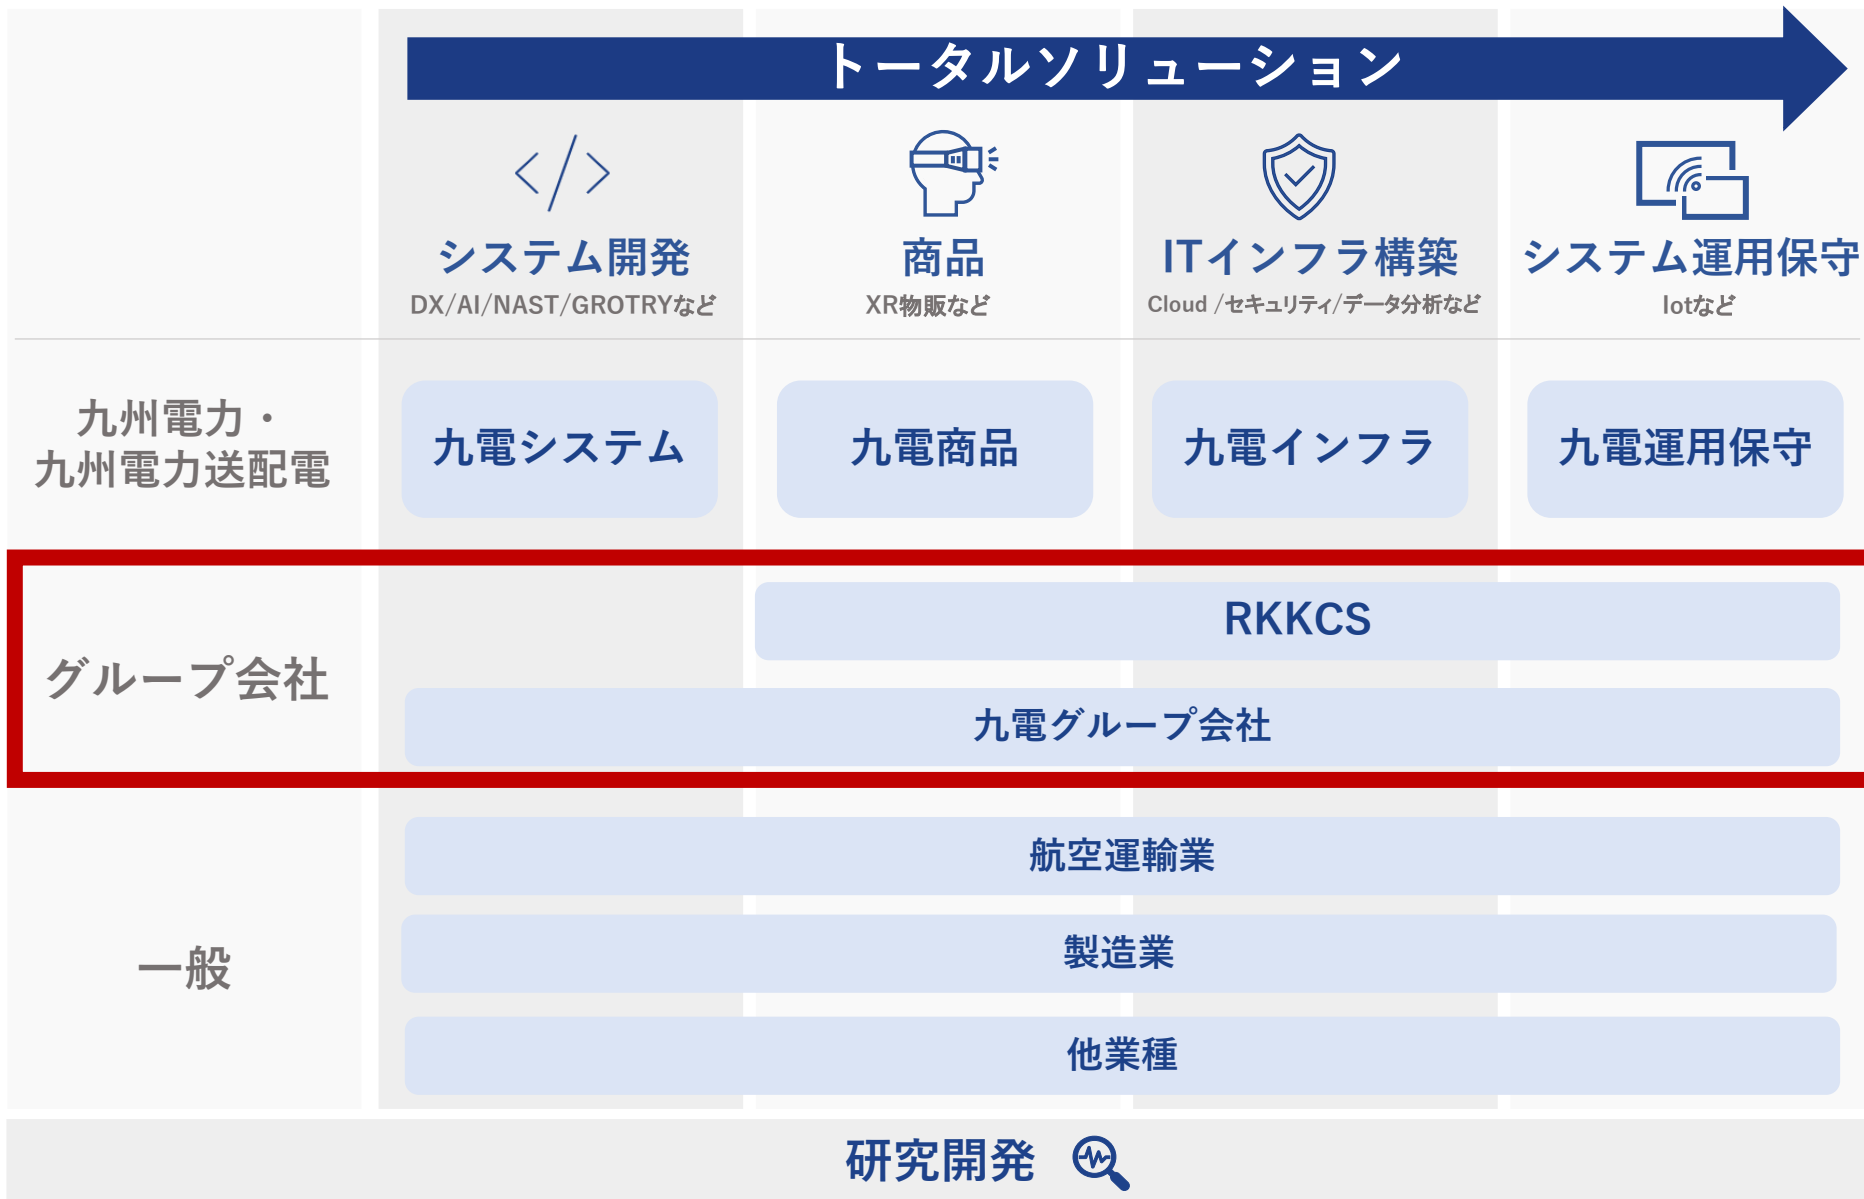 トータルソリューション
システム開発
DX/AI/NAST/GROTRYなど
商品
XR物販など
ITインフラ構築
Cloud /セキュリティ/データ分析など
システム運用保守
Iotなど
九州電力・
九州電力送配電
九電システム
九電商品
九電インフラ
九電運用保守
グループ会社
RKKCS
九電グループ会社
一般
航空運輸業
製造業
他業種
研究開発